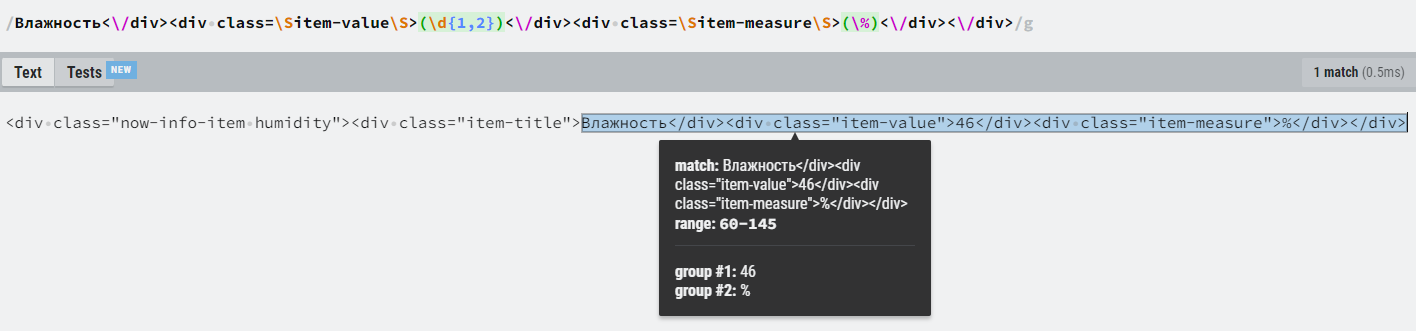 /Влажность<\/div><div class=\Sitem-value\S>(\d{1,2})<\/div><div class=\Sitem-measure\S>(\%)<\/div><\/div>/g
Text Tests NEW 1 match (0.5ms)
<div class="now-info-item humidity"><div class="item-title">Влажность</div><div class="item-value">46</div><div class="item-measure">%</div></div>
match: Влажность</div><div
class="item-value">46</div><div
class="item-measure">%</div></div>
range: 60–145
group #1: 46
group #2: %